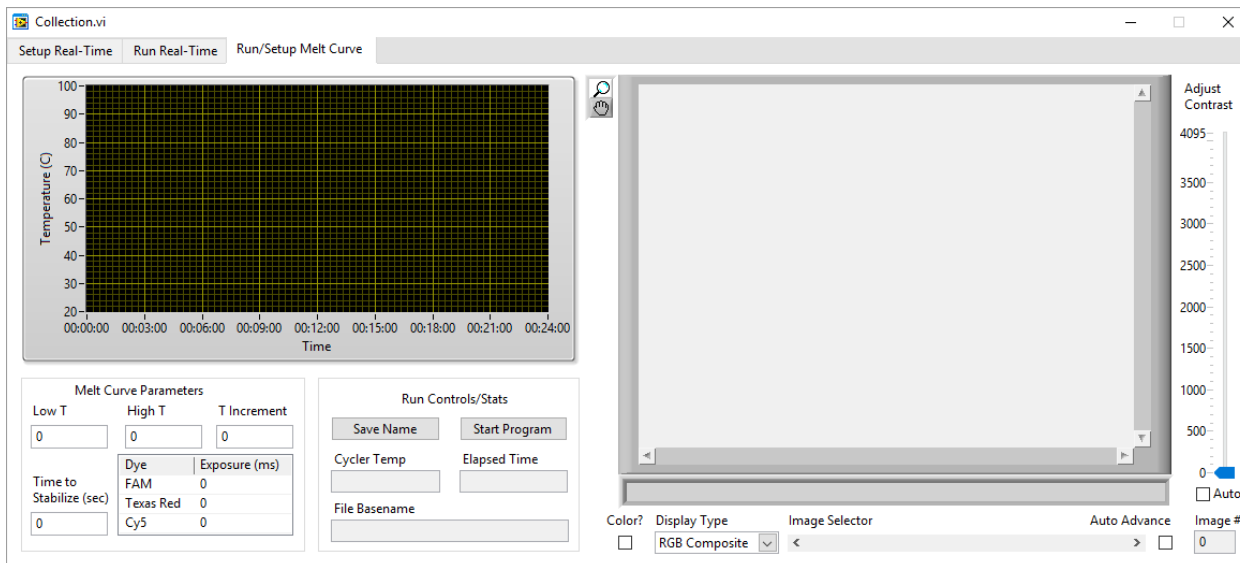 Collection.vi
Setup Real-Time Run Real-Time Run/Setup Melt Curve
100
90
80
70
60
50
40
30
20
Temperature (C)
00:00:00 00:03:00 00:06:00 00:09:00 00:12:00 00:15:00 00:18:00 00:21:00 00:24:00
Time
Melt Curve Parameters
Low T High T T Increment
0 0 0
Time to
Stabilize (sec)
0
Dye Exposure (ms)
FAM 0
Texas Red 0
Cy5 0
Run Controls/Stats
Save Name Start Program
Cycler Temp Elapsed Time
File Basename
Adjust
Contrast
4095
3500
3000
2500
2000
1500
1000
500
0
Auto
Color? Display Type Image Selector Auto Advance Image #
RGB Composite 0